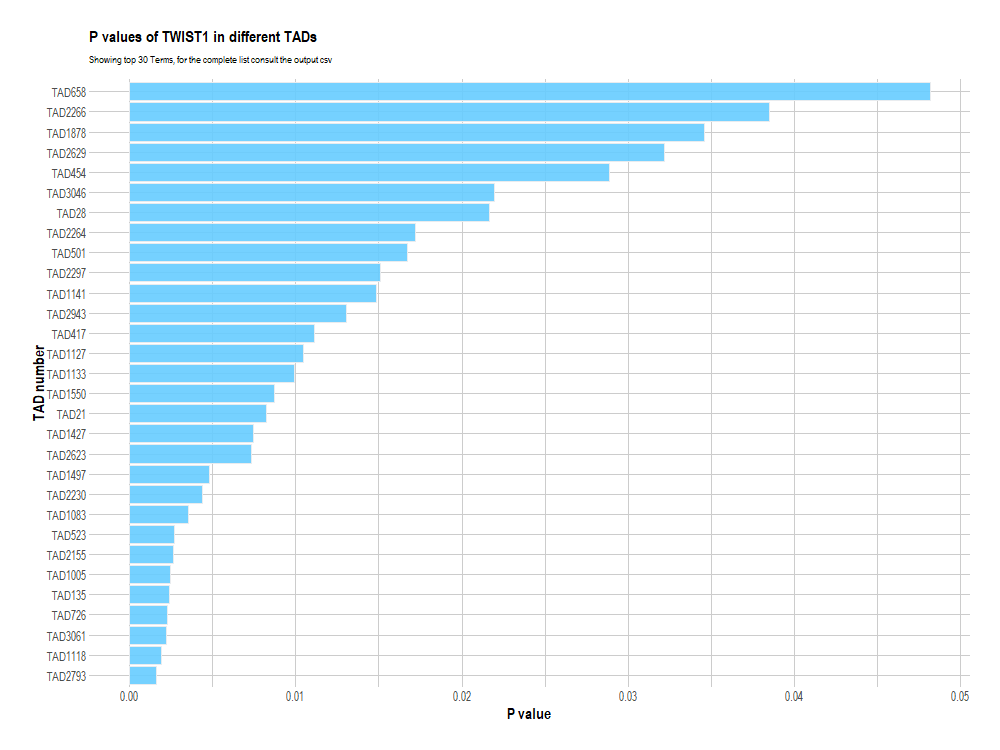 P values of TWIST1 in different TADs
Showing top 30 Terms, for the complete list consult the output csv
TAD number
TAD658
TAD2266
TAD1878
TAD2629
TAD454
TAD3046
TAD28
TAD2264
TAD501
TAD2297
TAD1141
TAD2943
TAD417
TAD1127
TAD1133
TAD1550
TAD21
TAD1427
TAD2623
TAD1497
TAD2230
TAD1083
TAD523
TAD2155
TAD1005
TAD135
TAD726
TAD3061
TAD1118
TAD2793
0.00 0.01 0.02 0.03 0.04 0.05
P value